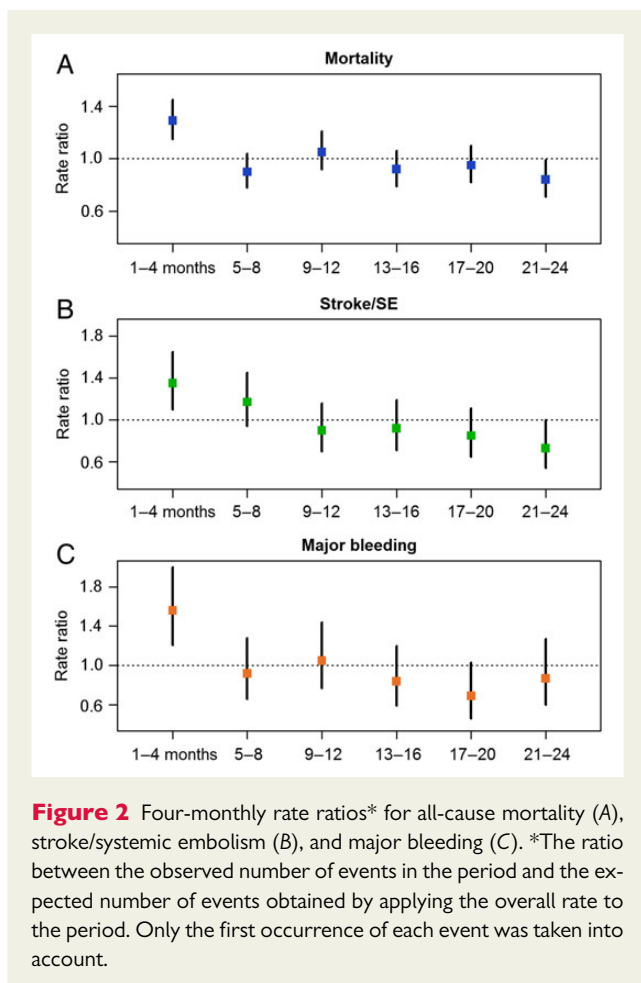 A
Mortality
Rate ratio
1.4
1.0
0.6
1–4 months 5–8 9–12 13–16 17–20 21–24
B
Stroke/SE
Rate ratio
1.8
1.4
1.0
0.6
1–4 months 5–8 9–12 13–16 17–20 21–24
C
Major bleeding
Rate ratio
1.8
1.4
1.0
0.6
1–4 months 5–8 9–12 13–16 17–20 21–24
Figure 2 Four-monthly rate ratios* for all-cause mortality (A),
stroke/systemic embolism (B), and major bleeding (C). *The ratio
between the observed number of events in the period and the ex-
pected number of events obtained by applying the overall rate to
the period. Only the first occurrence of each event was taken into
account.